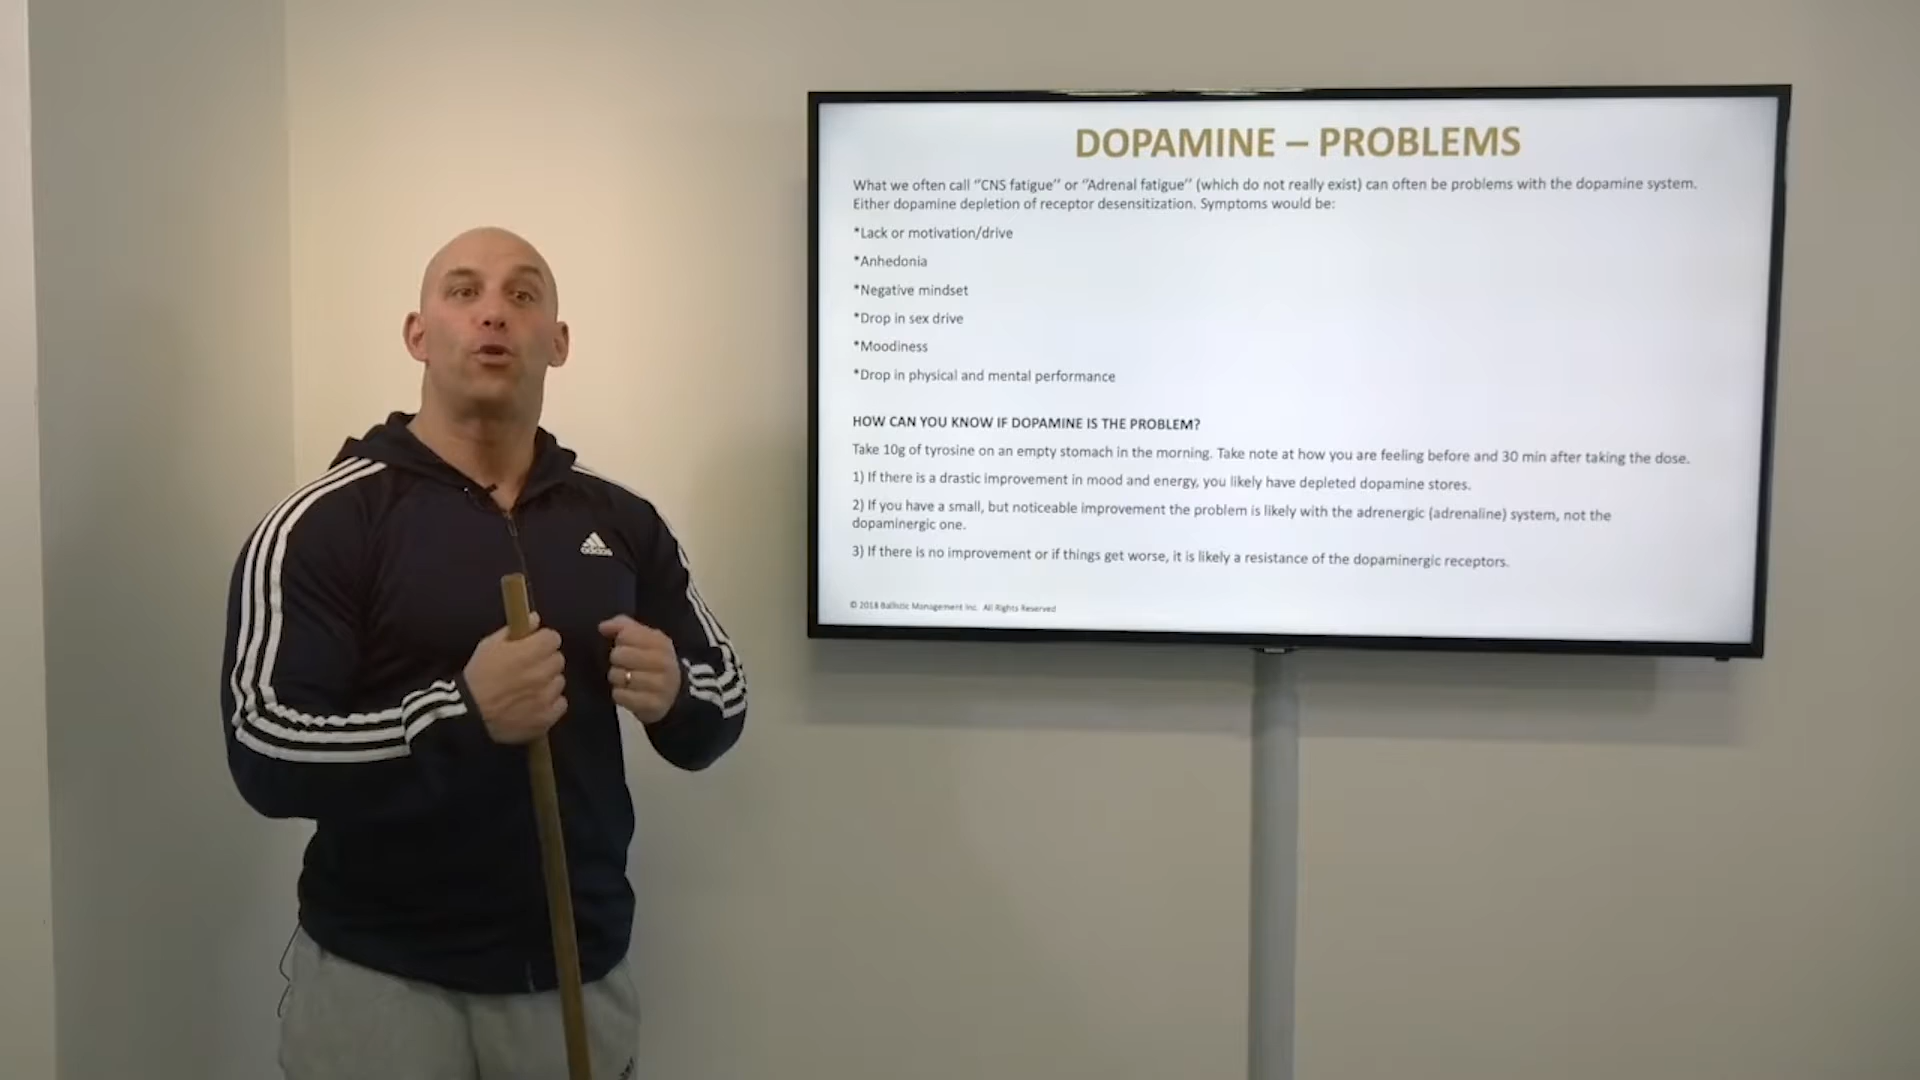 DOPAMINE – PROBLEMS
What we often call "CNS fatigue" or "Adrenal fatigue" (which do not really exist) can often be problems with the dopamine system.
Either dopamine depletion of receptor desensitization. Symptoms would be:
*Lack or motivation/drive
*Anhedonia
*Negative mindset
*Drop in sex drive
*Moodiness
*Drop in physical and mental performance
HOW CAN YOU KNOW IF DOPAMINE IS THE PROBLEM?
Take 10g of tyrosine on an empty stomach in the morning. Take note at how you are feeling before and 30 min after taking the dose.
1) If there is a drastic improvement in mood and energy, you likely have depleted dopamine stores.
2) If you have a small, but noticeable improvement the problem is likely with the adrenergic (adrenaline) system, not the
dopaminergic one.
3) If there is no improvement or if things get worse, it is likely a resistance of the dopaminergic receptors.
© 2018 Ballistic Management Inc. All Rights Reserved
adidas